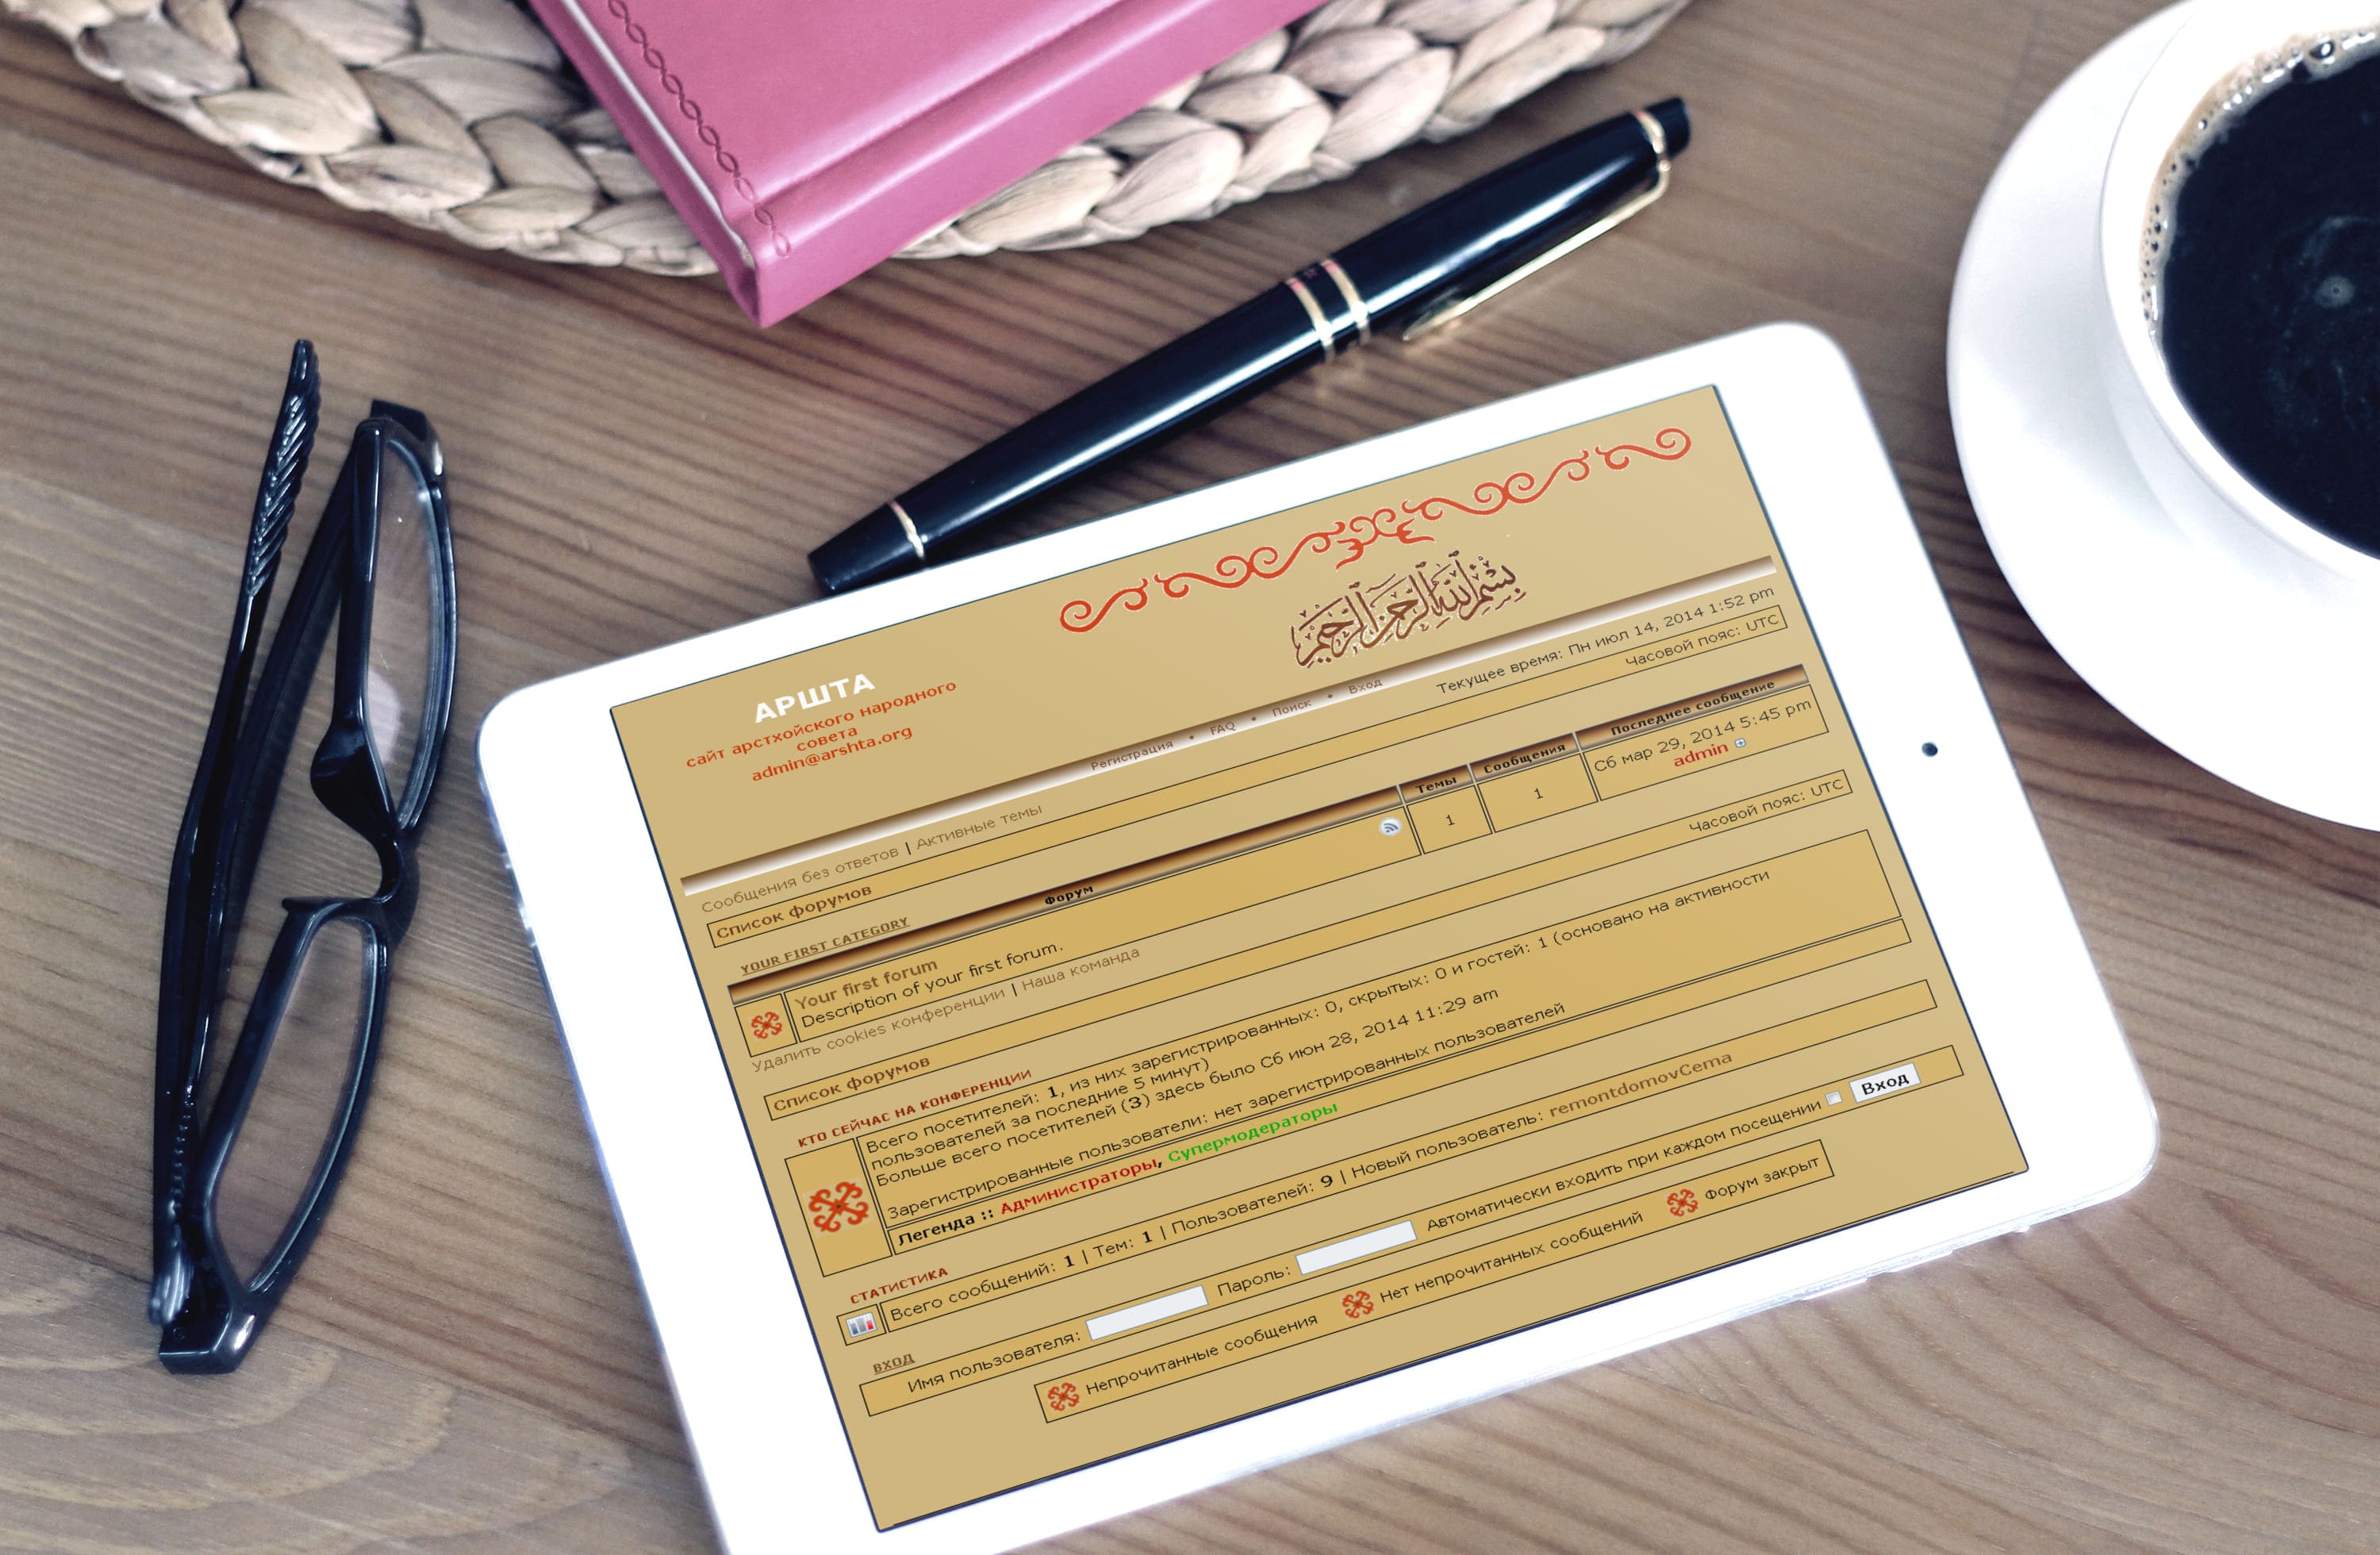 بسم الله الرحمن الرحيم
АРШТА
сайт арстхойского народного
совета
admin@arshta.org
Регистрация • FAQ • Поиск • Вход
Текущее время: Пн июл 14, 2014 1:52 pm
Сообщения без ответов | Активные темы
Часовой пояс: UTC
Список форумов
YOUR FIRST CATEGORY
Форум Темы Сообщения Последнее сообщение
Your first forum
Description of your first forum.
1 1 Сб мар 29, 2014 5:45 pm
admin
Удалить cookies конференции | Наша команда
Часовой пояс: UTC
Список форумов
КТО СЕЙЧАС НА КОНФЕРЕНЦИИ
Всего посетителей: 1, из них зарегистрированных: 0, скрытых: 0 и гостей: 1 (основано на активности
пользователей за последние 5 минут)
Больше всего посетителей (3) здесь было Сб июн 28, 2014 11:29 am
Зарегистрированные пользователи: нет зарегистрированных пользователей
Легенда :: Администраторы, Супермодераторы
СТАТИСТИКА
Всего сообщений: 1 | Тем: 1 | Пользователей: 9 | Новый пользователь: remontdomovCema
ВХОД
Имя пользователя: Пароль: Автоматически входить при каждом посещении Вход
Непрочитанные сообщения Нет непрочитанных сообщений Форум закрыт